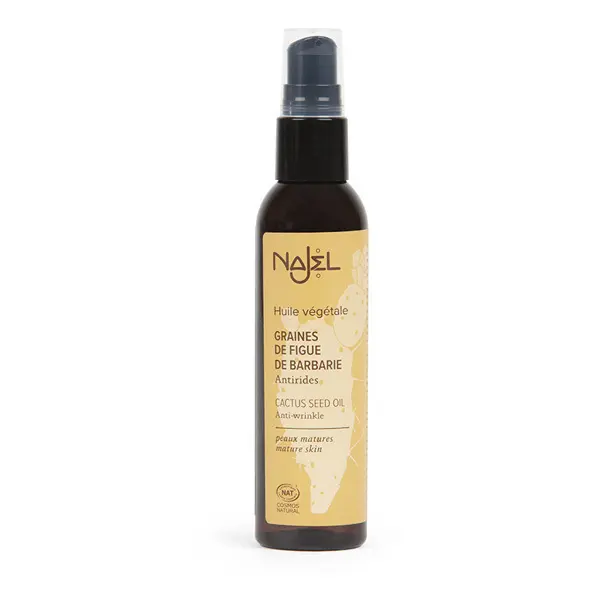 NAJEL
Huile végétale
GRAINES
DE FIGUE
DE BARBARIE
Antirides
CACTUS SEED OIL
Anti-wrinkle
peaux matures
mature skin
NAT
COSMOS
NATURAL